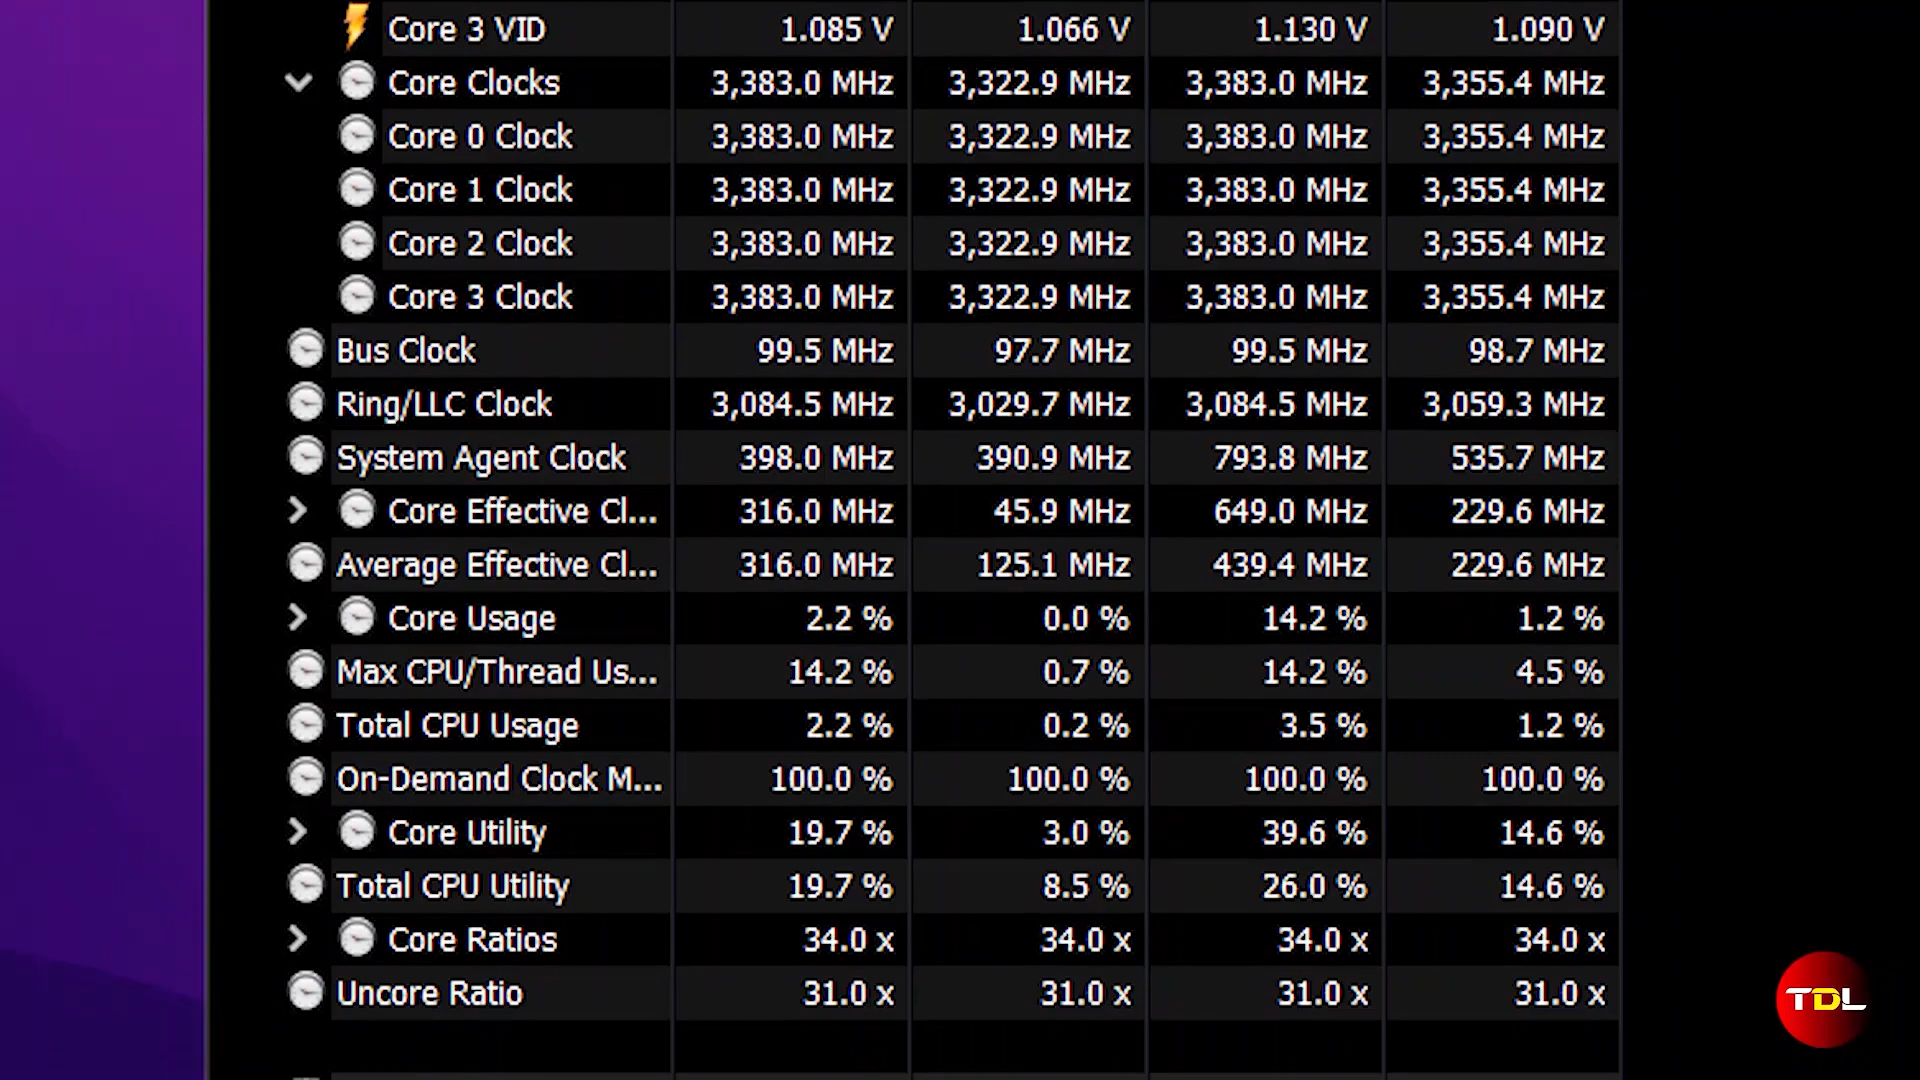 Core 3 VID 1.085 V 1.066 V 1.130 V 1.090 V
Core Clocks 3,383.0 MHz 3,322.9 MHz 3,383.0 MHz 3,355.4 MHz
Core 0 Clock 3,383.0 MHz 3,322.9 MHz 3,383.0 MHz 3,355.4 MHz
Core 1 Clock 3,383.0 MHz 3,322.9 MHz 3,383.0 MHz 3,355.4 MHz
Core 2 Clock 3,383.0 MHz 3,322.9 MHz 3,383.0 MHz 3,355.4 MHz
Core 3 Clock 3,383.0 MHz 3,322.9 MHz 3,383.0 MHz 3,355.4 MHz
Bus Clock 99.5 MHz 97.7 MHz 99.5 MHz 98.7 MHz
Ring/LLC Clock 3,084.5 MHz 3,029.7 MHz 3,084.5 MHz 3,059.3 MHz
System Agent Clock 398.0 MHz 390.9 MHz 793.8 MHz 535.7 MHz
Core Effective Cl... 316.0 MHz 45.9 MHz 649.0 MHz 229.6 MHz
Average Effective Cl... 316.0 MHz 125.1 MHz 439.4 MHz 229.6 MHz
Core Usage 2.2 % 0.0 % 14.2 % 1.2 %
Max CPU/Thread Us... 14.2 % 0.7 % 14.2 % 4.5 %
Total CPU Usage 2.2 % 0.2 % 3.5 % 1.2 %
On-Demand Clock M... 100.0 % 100.0 % 100.0 % 100.0 %
Core Utility 19.7 % 3.0 % 39.6 % 14.6 %
Total CPU Utility 19.7 % 8.5 % 26.0 % 14.6 %
Core Ratios 34.0 x 34.0 x 34.0 x 34.0 x
Uncore Ratio 31.0 x 31.0 x 31.0 x 31.0 x
TDL